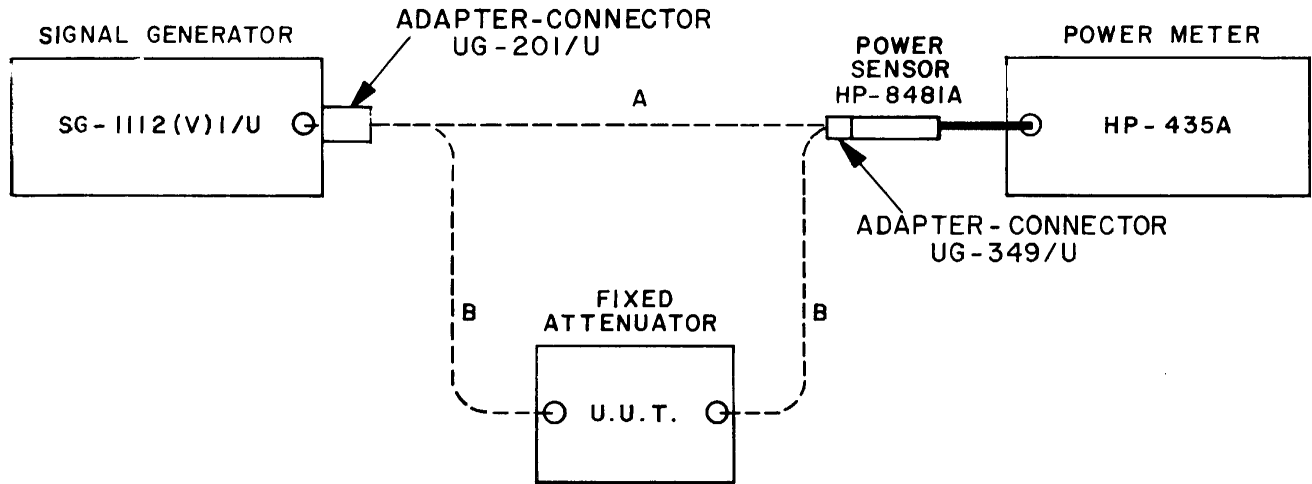 SIGNAL GENERATOR
SG-1112(V)1/U
ADAPTER-CONNECTOR
UG-201/U
A
POWER
SENSOR
HP-8481A
POWER METER
HP-435A
ADAPTER-CONNECTOR
UG-349/U
B
FIXED
ATTENUATOR
U.U.T.
B